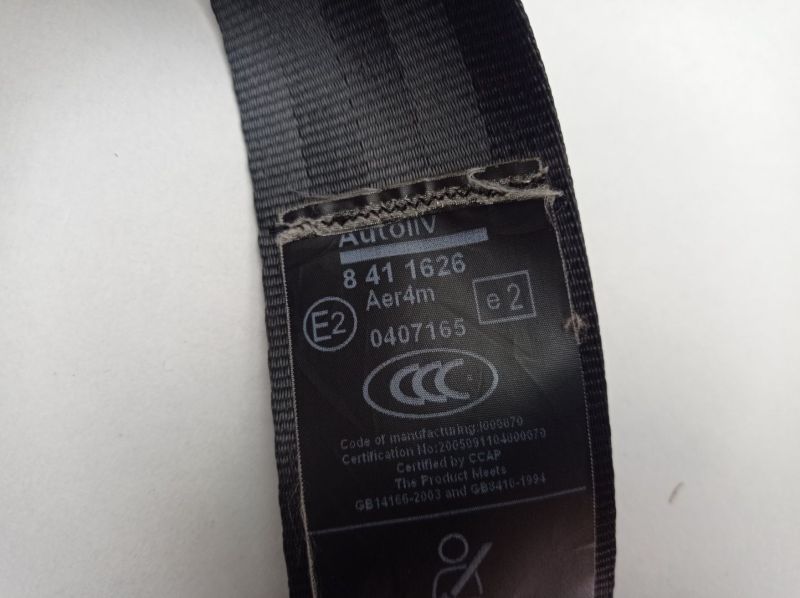 Autoliv
8 41 1626
Aer4m
E2
e 2
0407165
CCC
Code of manufacturing:I005070
Certification No:2005091104000070
Certified by CCAP
The Product Meets
GB14166-2003 and GB8410-1994